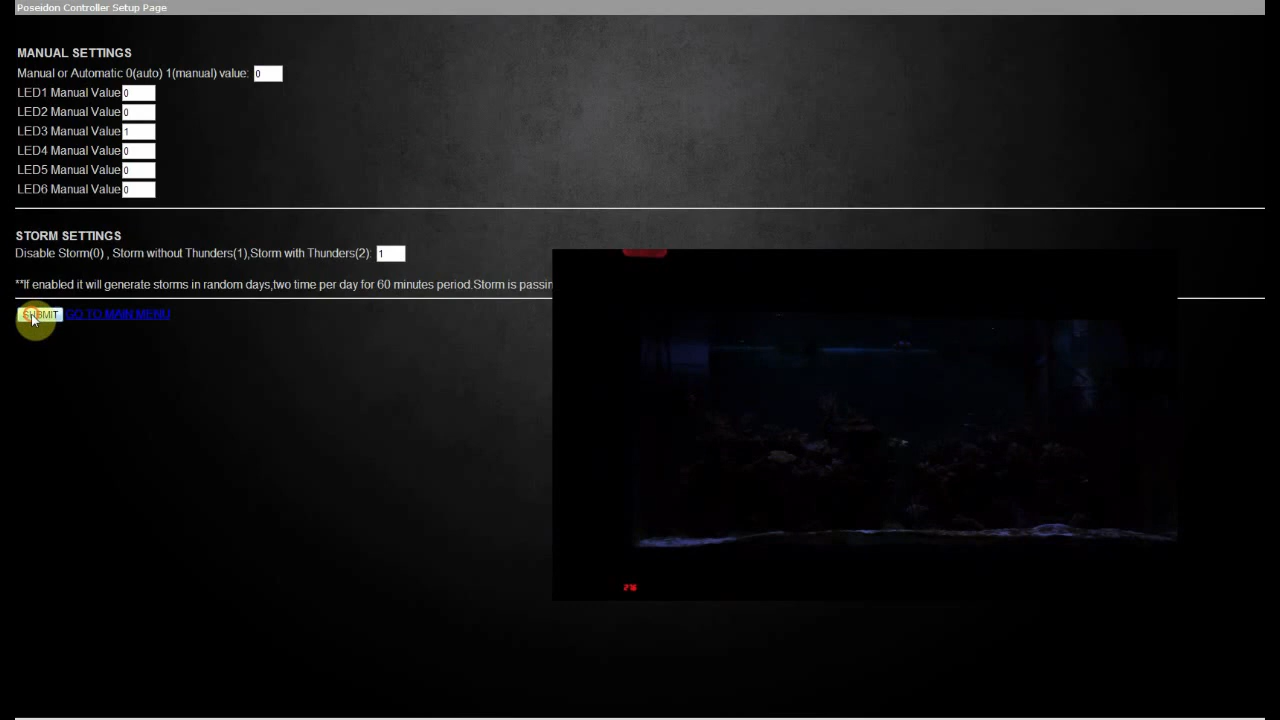 Poseidon Controller Setup Page
MANUAL SETTINGS
Manual or Automatic 0(auto) 1(manual) value: 0
LED1 Manual Value 0
LED2 Manual Value 0
LED3 Manual Value 1
LED4 Manual Value 0
LED5 Manual Value 0
LED6 Manual Value 0
STORM SETTINGS
Disable Storm(0) , Storm without Thunders(1),Storm with Thunders(2): 1
**If enabled it will generate storms in random days,two time per day for 60 minutes period.Storm is passin
SUBMIT GO TO MAIN MENU